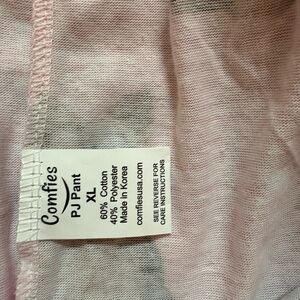 Comfies
PJ Pant
XL
60% Cotton
40% Polyester
Made in Korea
comfiesusa.com
SEE REVERSE FOR
CARE INSTRUCTIONS